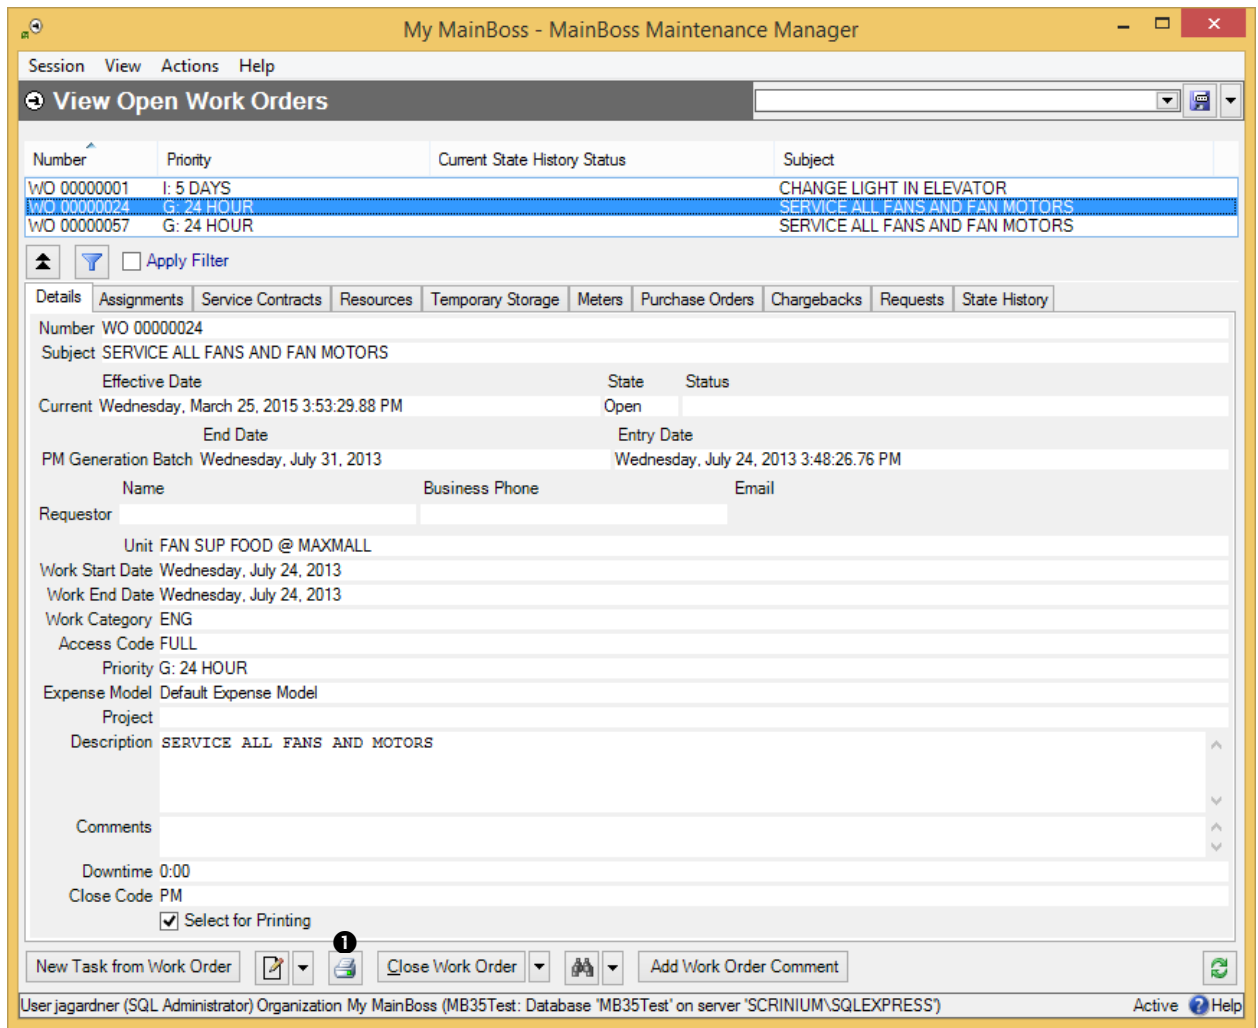 My MainBoss - MainBoss Maintenance Manager
Session View Actions Help
View Open Work Orders
Number Priority Current State History Status Subject
WO 00000001 I: 5 DAYS CHANGE LIGHT IN ELEVATOR
WO 00000024 G: 24 HOUR SERVICE ALL FANS AND FAN MOTORS
WO 00000057 G: 24 HOUR SERVICE ALL FANS AND FAN MOTORS
Apply Filter
Details Assignments Service Contracts Resources Temporary Storage Meters Purchase Orders Chargebacks Requests State History
Number WO 00000024
Subject SERVICE ALL FANS AND FAN MOTORS
Effective Date State Status
Current Wednesday, March 25, 2015 3:53:29.88 PM Open
End Date Entry Date
PM Generation Batch Wednesday, July 31, 2013 Wednesday, July 24, 2013 3:48:26.76 PM
Name Business Phone Email
Requestor
Unit FAN SUP FOOD @ MAXMALL
Work Start Date Wednesday, July 24, 2013
Work End Date Wednesday, July 24, 2013
Work Category ENG
Access Code FULL
Priority G: 24 HOUR
Expense Model Default Expense Model
Project
Description SERVICE ALL FANS AND MOTORS
Comments
Downtime 0:00
Close Code PM
Select for Printing
1
New Task from Work Order Close Work Order Add Work Order Comment
User jagardner (SQL Administrator) Organization My MainBoss (MB35Test: Database 'MB35Test' on server 'SCRINIUM\SQLEXPRESS') Active Help